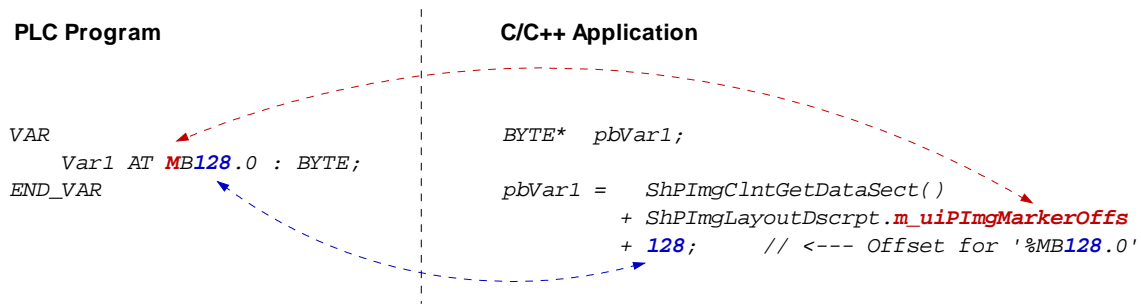 PLC Program
VAR
Var1 AT MB128.0 : BYTE;
END_VAR
C/C++ Application
BYTE* pbVar1;
pbVar1 = ShPImgClntGetDataSect()
+ ShPImgLayoutDscrpt.m_uiPImgMarkerOffs
+ 128; // <--- Offset for '%MB128.0'